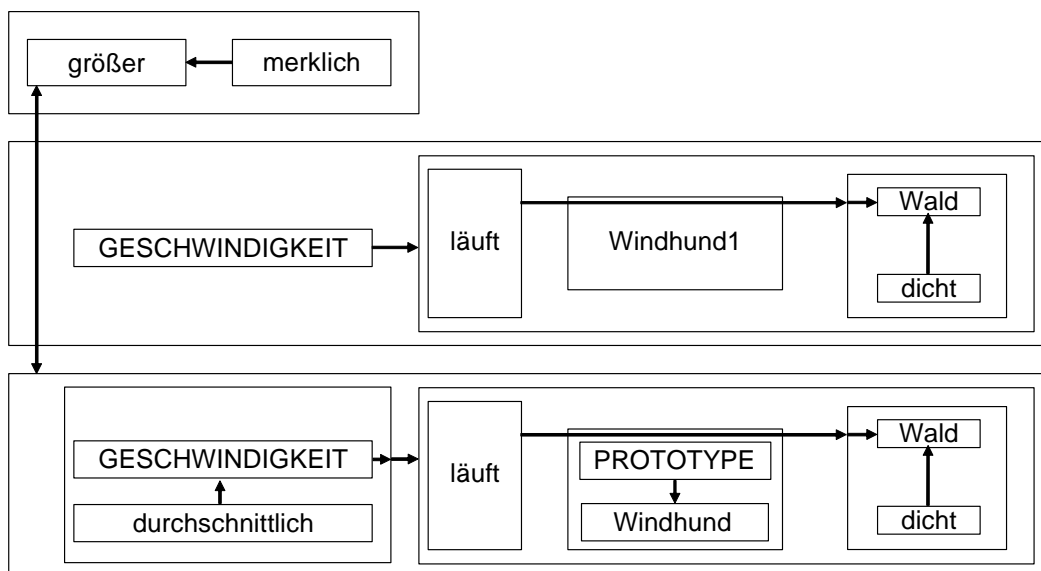 größer
merklich
GESCHWINDIGKEIT
läuft
Windhund1
Wald
dicht
GESCHWINDIGKEIT
durchschnittlich
läuft
PROTOTYPE
Windhund
Wald
dicht